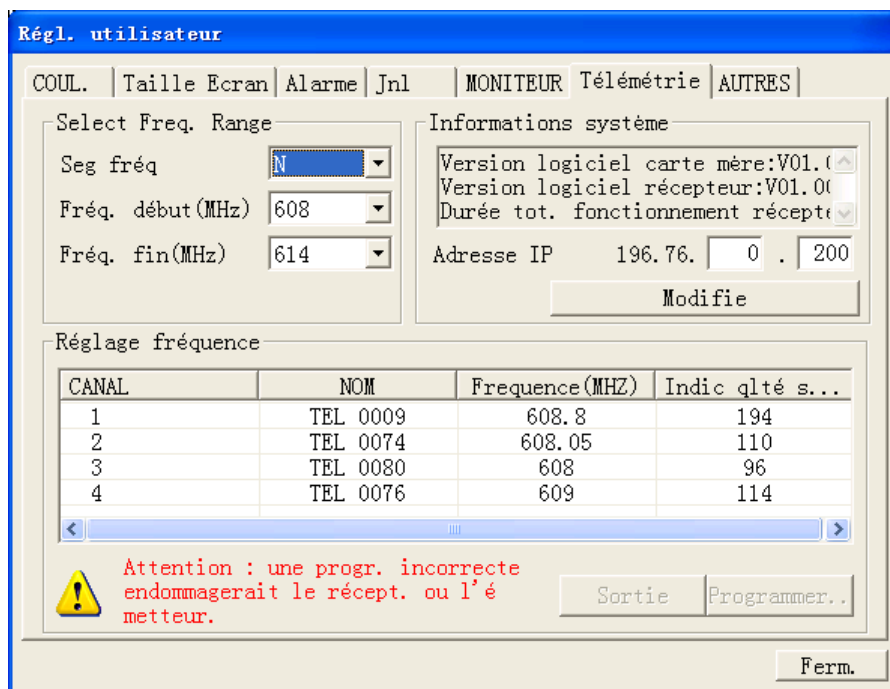 Régl. utilisateur
COUL. Taille Ecran Alarme Jnl MONITEUR Télémétrie AUTRES
Select Freq. Range
Seg fréq N
Fréq. début(MHz) 608
Fréq. fin(MHz) 614
Informations système
Version logiciel carte mère:V01.
Version logiciel récepteur:V01.00
Durée tot. fonctionnement récept
Adresse IP 196.76. 0 . 200
Modifie
Réglage fréquence
CANAL NOM Frequence(MHZ) Indic qlté s...
1 TEL 0009 608.8 194
2 TEL 0074 608.05 110
3 TEL 0080 608 96
4 TEL 0076 609 114
Attention : une progr. incorrecte
endommagerait le récept. ou l'é
metteur.
Sortie Programmer..
Ferm.